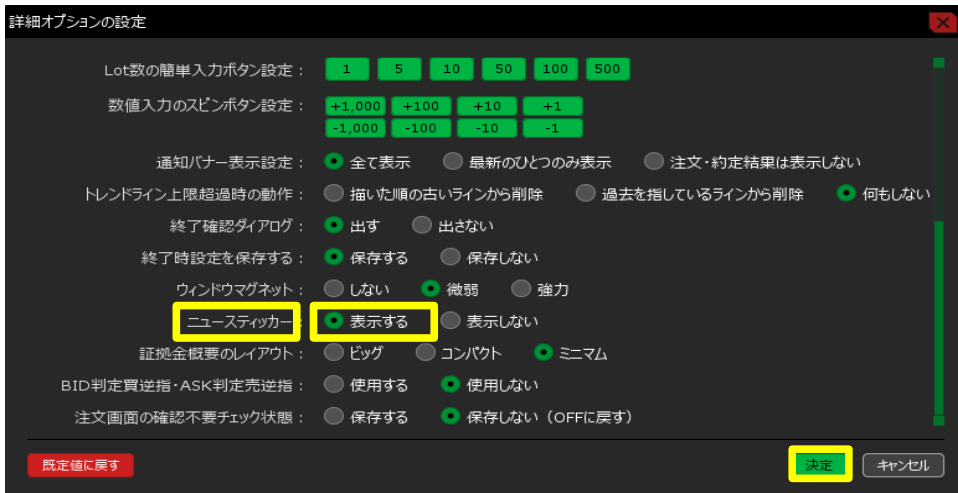 詳細オプションの設定
Lot数の簡単入力ボタン設定： 1 5 10 50 100 500
数値入力のスピンボタン設定： +1,000 +100 +10 +1
-1,000 -100 -10 -1
通知バナー表示設定： 全て表示 最新のひとつのみ表示 注文・約定結果は表示しない
トレンドライン上限超過時の動作： 描いた順の古いラインから削除 過去を指しているラインから削除 何もしない
終了確認ダイアログ： 出す 出さない
終了時設定を保存する： 保存する 保存しない
ウィンドウマグネット： しない 微弱 強力
ニュースティッカー： 表示する 表示しない
証拠金概要のレイアウト： ビッグ コンパクト ミニマム
BID判定買逆指・ASK判定売逆指： 使用する 使用しない
注文画面の確認不要チェック状態： 保存する 保存しない（OFFに戻す）
既定値に戻す 決定 キャンセル